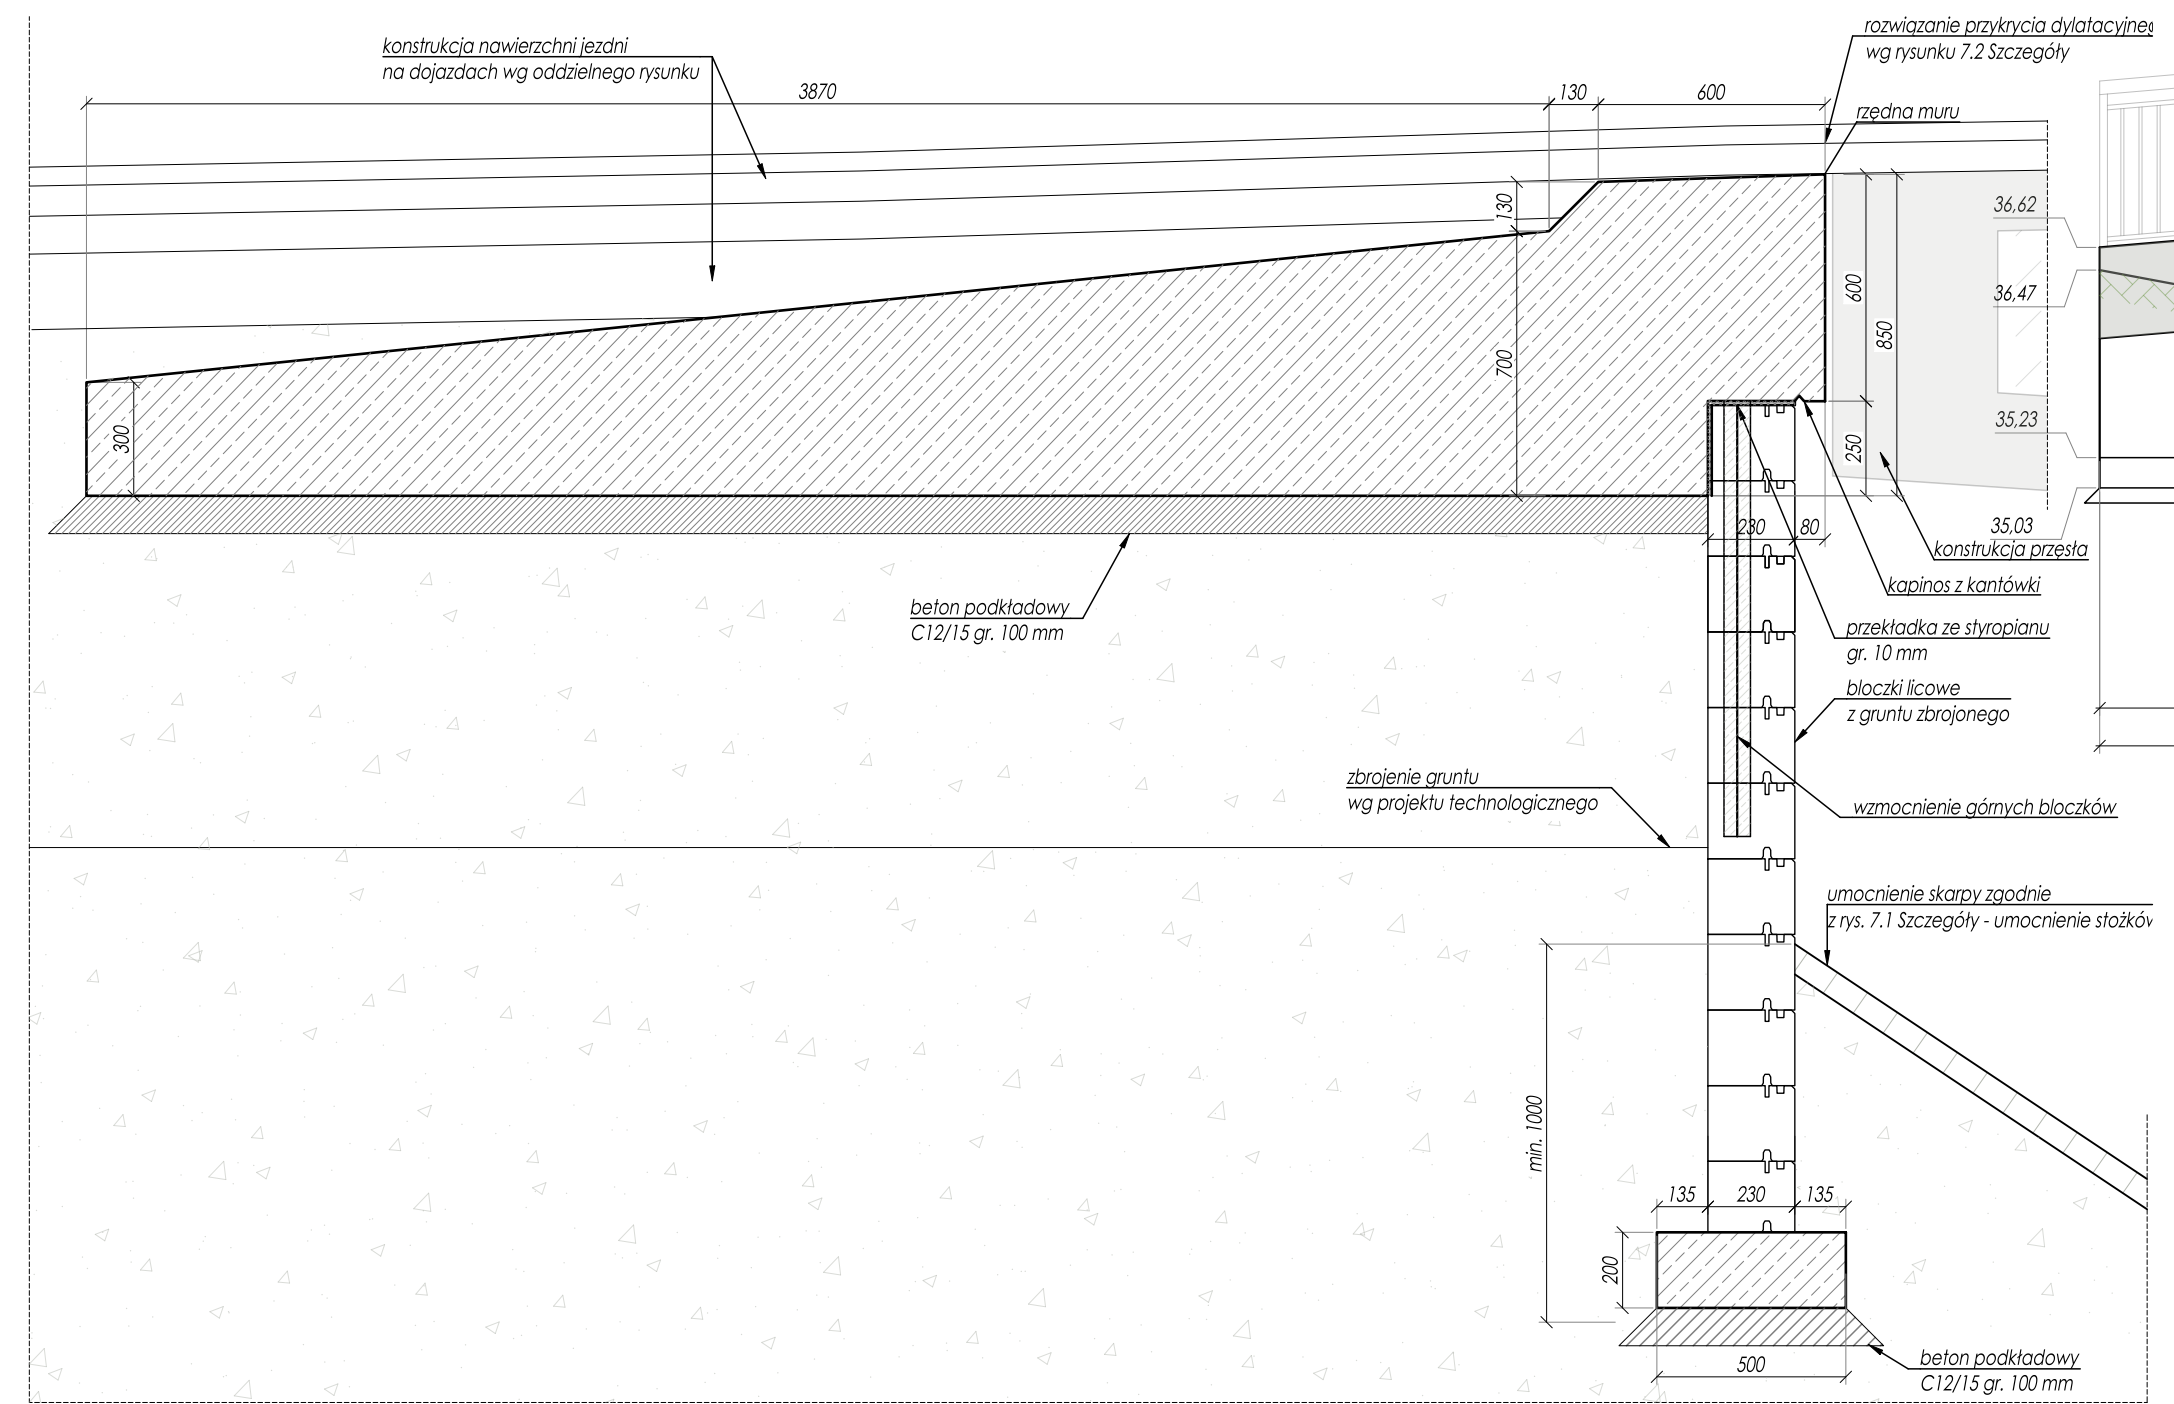 rozwiązanie przykrycia dylatacyjneg
wg rysunku 7.2 Szczegóły
konstrukcja nawierzchni jezdni
na dojazdach wg oddzielnego rysunku
3870
130
600
rzędna muru
130
36,62
600
36,47
850
700
300
35,23
250
230
80
35,03
konstrukcja przęsła
kapinos z kantówki
beton podkładowy
C12/15 gr. 100 mm
przekładka ze styropianu
gr. 10 mm
bloczki licowe
z gruntu zbrojonego
zbrojenie gruntu
wg projektu technologicznego
wzmocnienie górnych bloczków
umocnienie skarpy zgodnie
z rys. 7.1 Szczegóły - umocnienie stożków
min. 1000
135
230
135
200
500
beton podkładowy
C12/15 gr. 100 mm